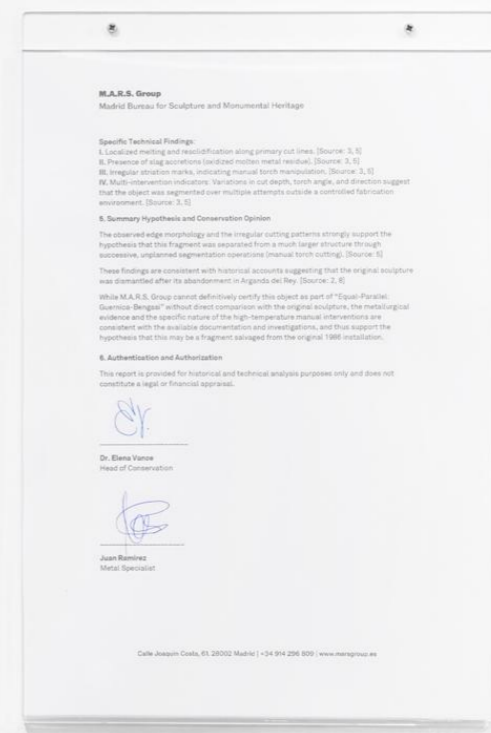 M.A.R.S. Group
Madrid Bureau for Sculpture and Monumental Heritage
Specific Technical Findings:
I. Localized melting and resolidification along primary cut lines. [Source: 3, 5]
II. Presence of slag accretions (oxidized molten metal residue). [Source: 3, 5]
III. Irregular striation marks, indicating manual torch manipulation. [Source: 3, 5]
IV. Multi-intervention indicators: Variations in cut depth, torch angle, and direction suggest
that the object was segmented over multiple attempts outside a controlled fabrication
environment. [Source: 3, 5]
5. Summary Hypothesis and Conservation Opinion
The observed edge morphology and the irregular cutting patterns strongly support the
hypothesis that this fragment was separated from a much larger structure through
successive, unplanned segmentation operations (manual torch cutting). [Source: 5]
These findings are consistent with historical accounts suggesting that the original sculpture
was dismantled after its abandonment in Arganda del Rey. [Source: 2, 6]
While M.A.R.S. Group cannot definitively certify this object as part of "Equal-Parallel:
Guernica-Bengasi" without direct comparison with the original sculpture, the metallurgical
evidence and the specific nature of the high-temperature manual interventions are
consistent with the available documentation and investigations, and thus support the
hypothesis that this may be a fragment salvaged from the original 1986 installation.
6. Authentication and Authorization
This report is provided for historical and technical analysis purposes only and does not
constitute a legal or financial appraisal.
Dr. Elena Vance
Head of Conservation
Juan Ramírez
Metal Specialist
Calle Joaquín Costa, 61. 28002 Madrid | +34 914 296 809 | www.marsgroup.es